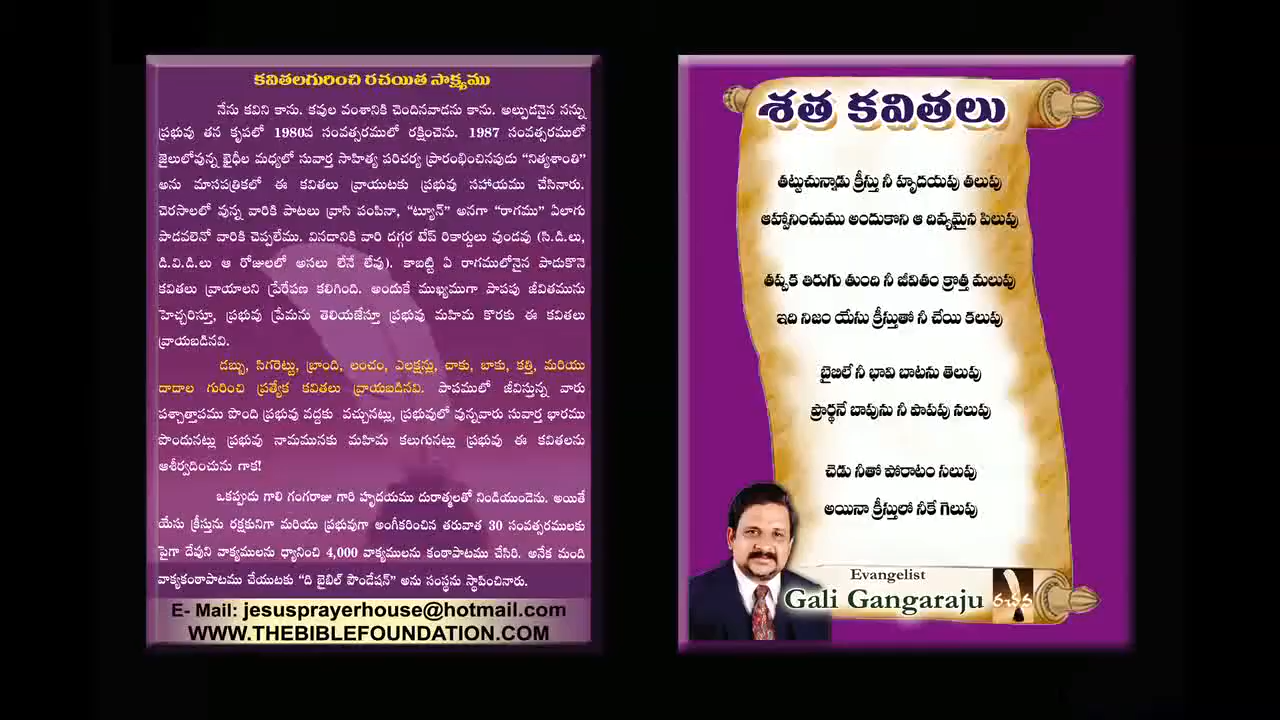 కవితలగురించి రచయిత సాక్ష్యము
నేను కవిని కాను. కవుల వంశానికి చెందినవాడను కాను. అల్పుడనైన నన్ను
ప్రభువు తన కృపలో 1980వ సంవత్సరములో రక్షించెను. 1987 సంవత్సరములో
జైలులోవున్న ఖైధీల మధ్యలో సువార్త సాహిత్య పరిచర్య ప్రారంభించినపుడు “నిత్యశాంతి”
అను మాసపత్రికలో ఈ కవితలు వ్రాయుటకు ప్రభువు సహాయము చేసినారు.
చెరసాలలో వున్న వారికి పాటలు వ్రాసి పంపినా, “ట్యూన్” అనగా “రాగము” ఏలాగు
పాడవలెనో వారికి చెప్పలేము. వినడానికి వారి దగ్గర టేప్ రికార్డులు వుండవు (సి.డి.లు,
డి.వి.డి.లు ఆ రోజులలో అసలు లేనే లేవు). కాబట్టి ఏ రాగములోనైన పాడుకొనె
కవితలు వ్రాయాలని ప్రేరేపణ కలిగింది. అందుకే ముఖ్యముగా పాపపు జీవితమును
హెచ్చరిస్తూ, ప్రభువు ప్రేమను తెలియజేస్తూ ప్రభువు మహిమ కొరకు ఈ కవితలు
వ్రాయబడినవి.
డబ్బు, సిగరెట్టు, బ్రాంది, లంచం, ఎలక్షన్లు, చాకు, బాకు, కత్తి, మరియు
దాదాల గురించి ప్రత్యేక కవితలు వ్రాయబడినవి. పాపములో జీవిస్తున్న వారు
పశ్చాత్తాపము పొంది ప్రభువు వద్దకు వచ్చునట్లు, ప్రభువులో వున్నవారు సువార్త భారము
పొందునట్లు ప్రభువు నామమునకు మహిమ కలుగునట్లు ప్రభువు ఈ కవితలను
ఆశీర్వదించును గాక!
ఒకప్పుడు గాలి గంగరాజు గారి హృదయము దురాత్మలతో నిండియుండెను. అయితే
యేసు క్రీస్తును రక్షకునిగా మరియు ప్రభువుగా అంగీకరించిన తరువాత 30 సంవత్సరములకు
పైగా దేవుని వాక్యములను ధ్యానించి 4,000 వాక్యములను కంఠాపాటము చేసిరి. అనేక మంది
వాక్యకంఠాపాటము చేయుటకు “ది బైబిల్ పౌండేషన్” అను సంస్థను స్థాపించినారు.
E- Mail: jesusprayerhouse@hotmail.com
WWW.THEBIBLEFOUNDATION.COM
శత కవితలు
తట్టుచున్నాడు క్రీస్తు నీ హృదయపు తలుపు
ఆహ్వానించుము అందుకొని ఆ దివ్యమైన పిలుపు
తప్పక తిరుగు తుంది నీ జీవితం క్రొత్త మలుపు
ఇది నిజం యేసు క్రీస్తుతో నీ చేయి కలుపు
బైబిలే నీ భావి బాటను తెలుపు
ప్రార్థనే బాపును నీ పాపపు నలుపు
చెడు నీతో పోరాటం సలుపు
అయినా క్రీస్తులో నీకే గెలుపు
Evangelist
Gali Gangaraju రచన